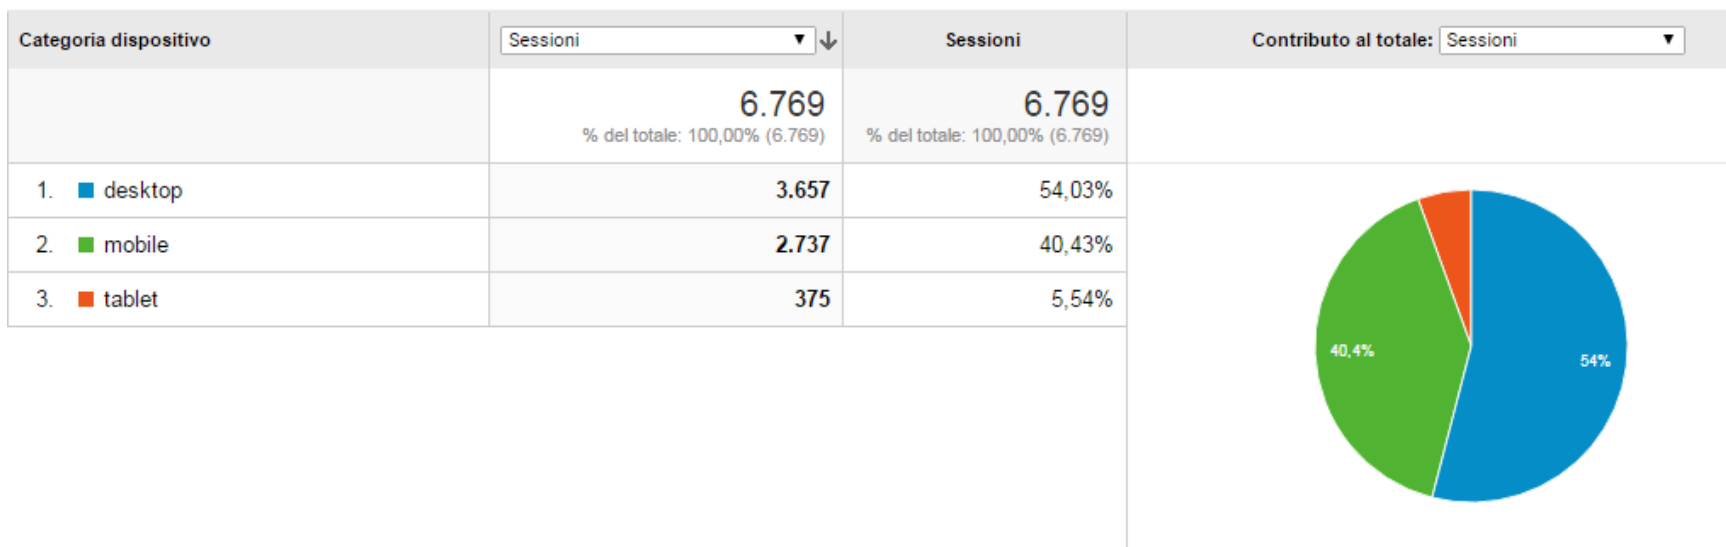 Categoria dispositivo Sessioni Sessioni Contributo al totale: Sessioni
6.769 6.769
% del totale: 100,00% (6.769) % del totale: 100,00% (6.769)
1. desktop 3.657 54,03%
2. mobile 2.737 40,43%
3. tablet 375 5,54%
40,4% 54%